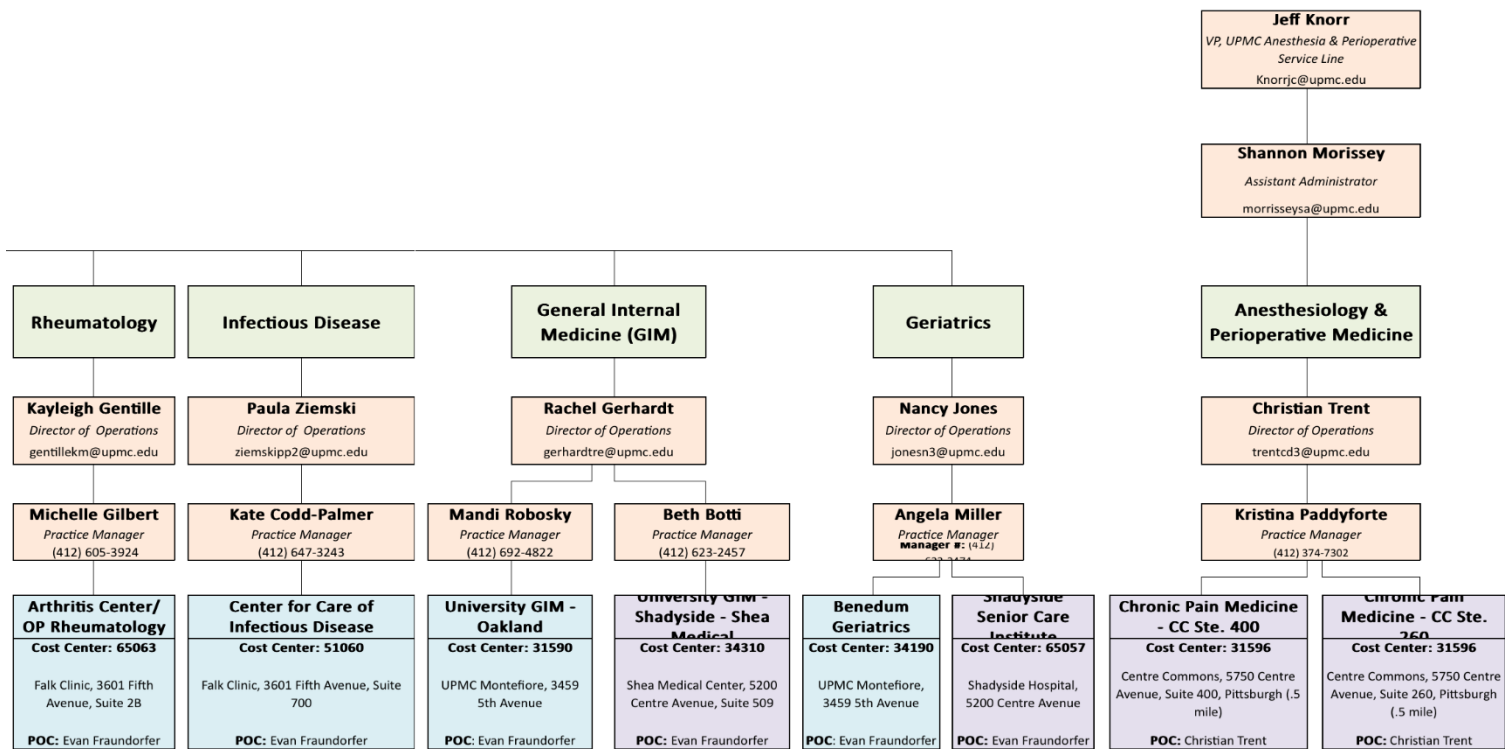 Jeff Knorr
VP, UPMC Anesthesia & Perioperative
Service Line
Knorrjc@upmc.edu
Shannon Morissey
Assistant Administrator
morrisseysa@upmc.edu
Rheumatology
Infectious Disease
General Internal
Medicine (GIM)
Geriatrics
Anesthesiology &
Perioperative Medicine
Kayleigh Gentille
Director of Operations
gentillekm@upmc.edu
Paula Ziemski
Director of Operations
ziemskipp2@upmc.edu
Rachel Gerhardt
Director of Operations
gerhardtre@upmc.edu
Nancy Jones
Director of Operations
jonesn3@upmc.edu
Christian Trent
Director of Operations
trentcd3@upmc.edu
Michelle Gilbert
Practice Manager
(412) 605-3924
Kate Codd-Palmer
Practice Manager
(412) 647-3243
Mandi Robosky
Practice Manager
(412) 692-4822
Beth Botti
Practice Manager
(412) 623-2457
Angela Miller
Practice Manager
Manager #: (412)
Kristina Paddyforte
Practice Manager
(412) 374-7302
Arthritis Center/
OP Rheumatology
Cost Center: 65063
Falk Clinic, 3601 Fifth
Avenue, Suite 2B
POC: Evan Fraundorfer
Center for Care of
Infectious Disease
Cost Center: 51060
Falk Clinic, 3601 Fifth Avenue, Suite
700
POC: Evan Fraundorfer
University GIM -
Oakland
Cost Center: 31590
UPMC Montefiore, 3459
5th Avenue
POC: Evan Fraundorfer
University GIM -
Shadyside - Shea
Medical
Cost Center: 34310
Shea Medical Center, 5200
Centre Avenue, Suite 509
POC: Evan Fraundorfer
Benedum
Geriatrics
Cost Center: 34190
UPMC Montefiore,
3459 5th Avenue
POC: Evan Fraundorfer
Shadyside
Senior Care
Institute
Cost Center: 65057
Shadyside Hospital,
5200 Centre Avenue
POC: Evan Fraundorfer
Chronic Pain Medicine
- CC Ste. 400
Cost Center: 31596
Centre Commons, 5750 Centre
Avenue, Suite 400, Pittsburgh (.5
mile)
POC: Christian Trent
Chronic Pain
Medicine - CC Ste.
260
Cost Center: 31596
Centre Commons, 5750 Centre
Avenue, Suite 260, Pittsburgh
(.5 mile)
POC: Christian Trent